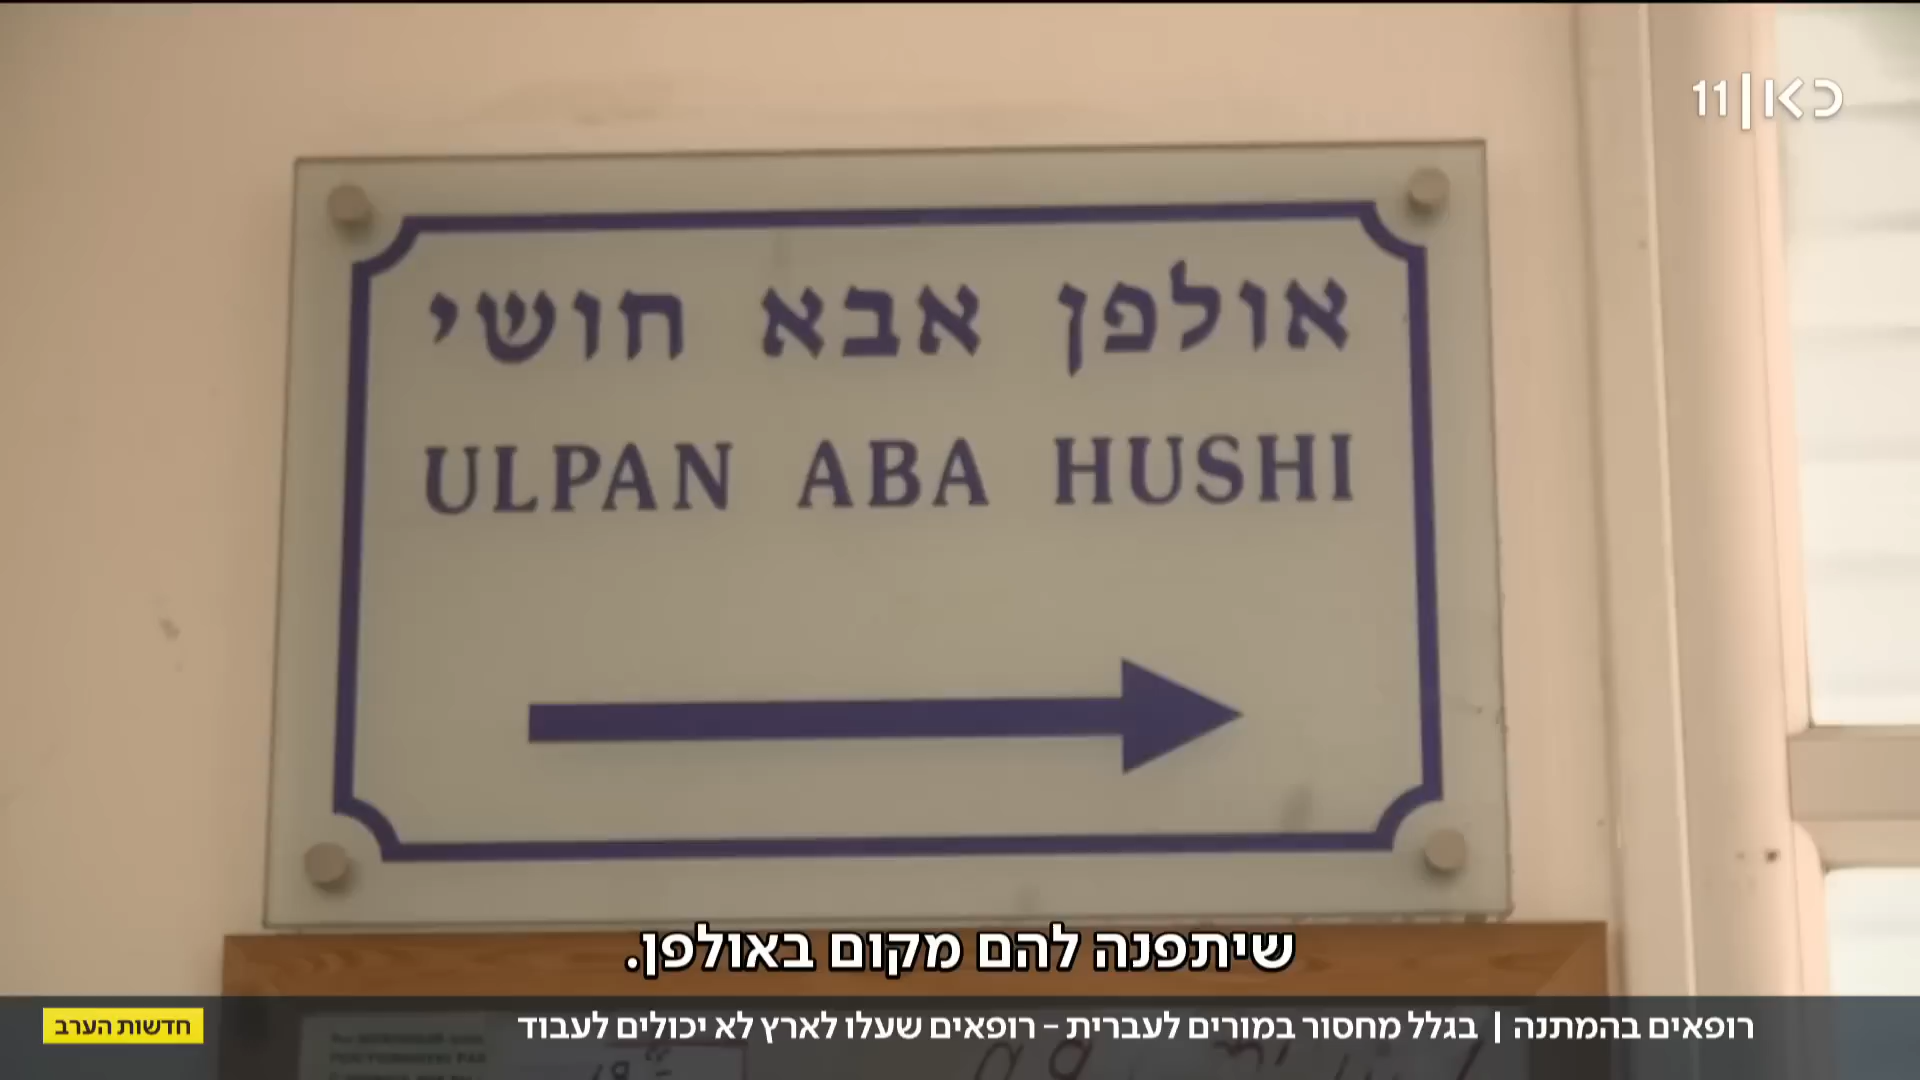 כאן 11
אולפן אבא חושי
ULPAN ABA HUSHI
שיתפנה להם מקום באולפן.
רופאים בהמתנה | בגלל מחסור במורים לעברית – רופאים שעלו לארץ לא יכולים לעבוד
חדשות הערב